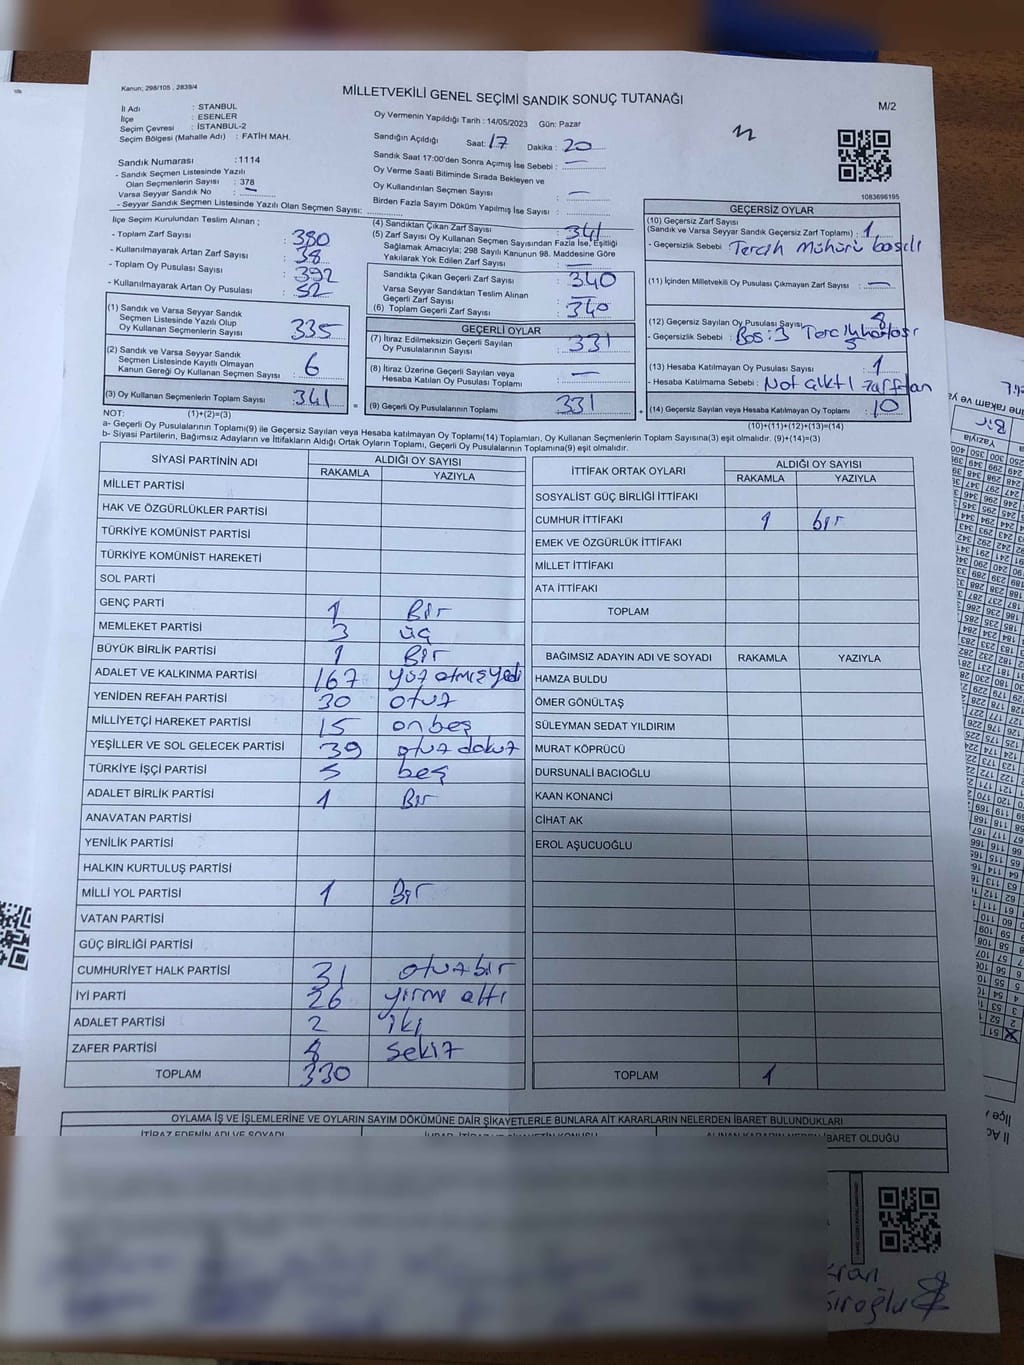 Kanun; 298/105 , 2839/4
MİLLETVEKİLİ GENEL SEÇİMİ SANDIK SONUÇ TUTANAĞI
M/2
İl Adı : İSTANBUL
İlçe : ESENLER
Seçim Çevresi : İSTANBUL-2
Seçim Bölgesi (Mahalle Adı) : FATİH MAH.
Oy Vermenin Yapıldığı Tarih : 14/05/2023 Gün: Pazar
Sandığın Açıldığı Saat: 17 Dakika : 20
Sandık Saat 17:00'den Sonra Açımış İse Sebebi : —
Oy Verme Saati Bitiminde Sırada Bekleyen ve
Oy Kullandırılan Seçmen Sayısı : —
Birden Fazla Sayım Döküm Yapılmış İse Sayısı :
Sandık Numarası :1114
- Sandık Seçmen Listesinde Yazılı
Olan Seçmenlerin Sayısı : 378
Varsa Seyyar Sandık No : —
- Seyyar Sandık Seçmen Listesinde Yazılı Olan Seçmen Sayısı:
1083696195
İlçe Seçim Kurulundan Teslim Alınan ;
- Toplam Zarf Sayısı : 380
- Kullanılmayarak Artan Zarf Sayısı : 38
- Toplam Oy Pusulası Sayısı : 392
- Kullanılmayarak Artan Oy Pusulası : 52
(1) Sandık ve Varsa Seyyar Sandık
Seçmen Listesinde Yazılı Olup
Oy Kullanan Seçmenlerin Sayısı : 335
(2) Sandık ve Varsa Seyyar Sandık
Seçmen Listesinde Kayıtlı Olmayan
Kanun Gereği Oy Kullanan Seçmen Sayısı : 6
(3) Oy Kullanan Seçmenlerin Toplam Sayısı : 341
(4) Sandıktan Çıkan Zarf Sayısı : 341
(5) Zarf Sayısı Oy Kullanan Seçmen Sayısından Fazla İse, Eşitliği
Sağlamak Amacıyla; 298 Sayılı Kanunun 98. Maddesine Göre
Yakılarak Yok Edilen Zarf Sayısı : —
Sandıkta Çıkan Geçerli Zarf Sayısı : 340
Varsa Seyyar Sandıktan Teslim Alınan
Geçerli Zarf Sayısı : —
(6) Toplam Geçerli Zarf Sayısı : 340
GEÇERLİ OYLAR
(7) İtiraz Edilmeksizin Geçerli Sayılan
Oy Pusulalarının Sayısı : 331
(8) İtiraz Üzerine Geçerli Sayılan veya
Hesaba Katılan Oy Pusulası Toplamı : —
(9) Geçerli Oy Pusulalarının Toplamı : 331
GEÇERSİZ OYLAR
(10) Geçersiz Zarf Sayısı
(Sandık ve Varsa Seyyar Sandık Geçersiz Zarf Toplamı) : 1
- Geçersizlik Sebebi : Tercih Mühürü basılı
(11) İçinden Milletvekili Oy Pusulası Çıkmayan Zarf Sayısı : —
(12) Geçersiz Sayılan Oy Pusulası Sayısı : 8
- Geçersizlik Sebebi : Bos: 3
(13) Hesaba Katılmayan Oy Pusulası Sayısı : 1
- Hesaba Katılmama Sebebi : Not çıktı zarftan
(14) Geçersiz Sayılan veya Hesaba Katılmayan Oy Toplamı : 10
NOT: (1)+(2)=(3)
(10)+(11)+(12)+(13)=(14)
a- Geçerli Oy Pusulalarının Toplamı(9) ile Geçersiz Sayılan veya Hesaba katılmayan Oy Toplamı(14) Toplamları, Oy Kullanan Seçmenlerin Toplam Sayısına(3) eşit olmalıdır. (9)+(14)=(3)
b- Siyasi Partilerin, Bağımsız Adayların ve İttifakların Aldığı Ortak Oyların Toplamı, Geçerli Oy Pusulalarının Toplamına(9) eşit olmalıdır.
SİYASİ PARTİNİN ADI ALDIĞI OY SAYISI
RAKAMLA YAZIYLA
MİLLET PARTİSİ
HAK VE ÖZGÜRLÜKLER PARTİSİ
TÜRKİYE KOMÜNİST PARTİSİ
TÜRKİYE KOMÜNİST HAREKETİ
SOL PARTİ
GENÇ PARTİ 1 Bir
MEMLEKET PARTİSİ 3 üç
BÜYÜK BİRLİK PARTİSİ 1 Bir
ADALET VE KALKINMA PARTİSİ 167 yüz atmışyedi
YENİDEN REFAH PARTİSİ 30 otuz
MİLLİYETÇİ HAREKET PARTİSİ 15 onbeş
YEŞİLLER VE SOL GELECEK PARTİSİ 39 otuz dokuz
TÜRKİYE İŞÇİ PARTİSİ 5 beş
ADALET BİRLİK PARTİSİ 1 Bir
ANAVATAN PARTİSİ
YENİLİK PARTİSİ
HALKIN KURTULUŞ PARTİSİ
MİLLİ YOL PARTİSİ 1 Bir
VATAN PARTİSİ
GÜÇ BİRLİĞİ PARTİSİ
CUMHURİYET HALK PARTİSİ 31 otuz bir
İYİ PARTİ 26 yirmi altı
ADALET PARTİSİ 2 iki
ZAFER PARTİSİ 8 sekiz
TOPLAM 330
İTTİFAK ORTAK OYLARI ALDIĞI OY SAYISI
RAKAMLA YAZIYLA
SOSYALİST GÜÇ BİRLİĞİ İTTİFAKI
CUMHUR İTTİFAKI 1 bir
EMEK VE ÖZGÜRLÜK İTTİFAKI
MİLLET İTTİFAKI
ATA İTTİFAKI
TOPLAM
BAĞIMSIZ ADAYIN ADI VE SOYADI RAKAMLA YAZIYLA
HAMZA BULDU
ÖMER GÖNÜLTAŞ
SÜLEYMAN SEDAT YILDIRIM
MURAT KÖPRÜCÜ
DURSUNALİ BACIOĞLU
KAAN KONANCİ
CİHAT AK
EROL AŞUCUOĞLU
TOPLAM 1
OYLAMA İŞ VE İŞLEMLERİNE VE OYLARIN SAYIM DÖKÜMÜNE DAİR ŞİKAYETLERLE BUNLARA AİT KARARLARIN NELERDEN İBARET BULUNDUKLARI
İTİRAZ EDENİN ADI VE SOYADI
BARET OLDUĞU